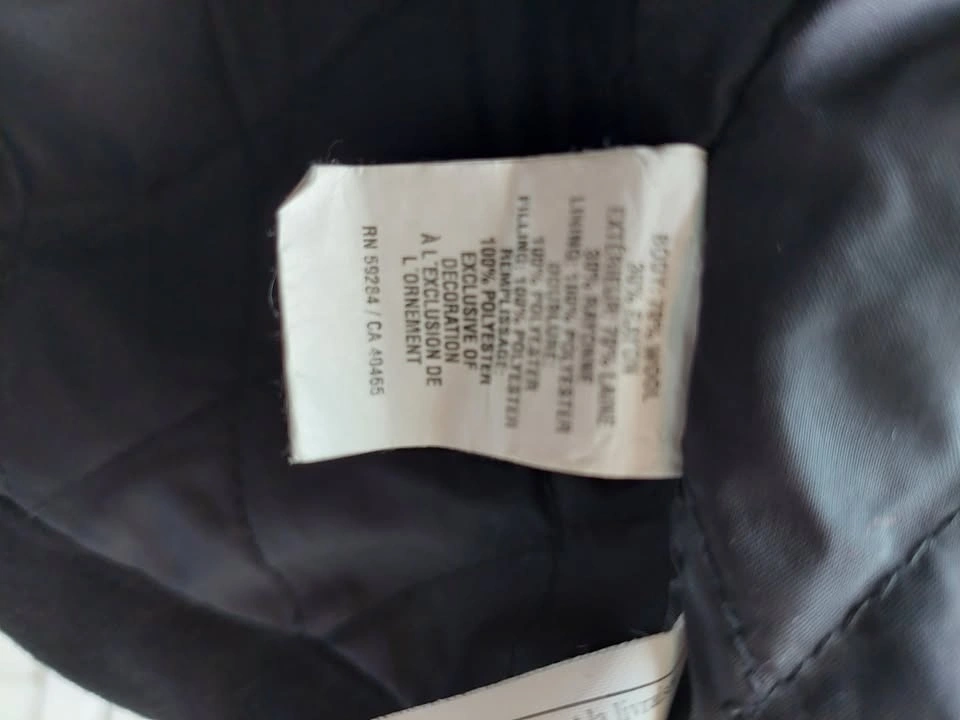 BODY: 70% WOOL
30% RAYON
EXTÉRIEUR 70% LAINE
30% RAYONNE
LINING: 100% POLYESTER
DOUBLURE:
100% POLYESTER
FILLING: 100% POLYESTER
REMPLISSAGE:
100% POLYESTER
EXCLUSIVE OF
DECORATION
À L'EXCLUSION DE
L'ORNEMENT
RN 59284 / CA 40465